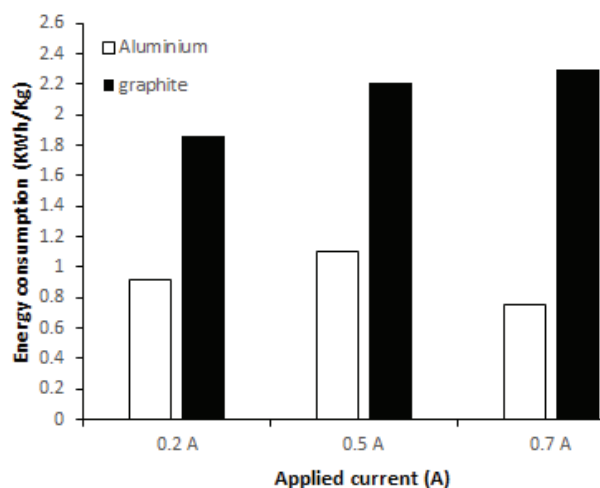 Energy consumption (KWh/Kg)
2.6
2.4
2.2
2
1.8
1.6
1.4
1.2
1
0.8
0.6
0.4
0.2
0
Aluminium
graphite
0.2 A
0.5 A
0.7 A
Applied current (A)